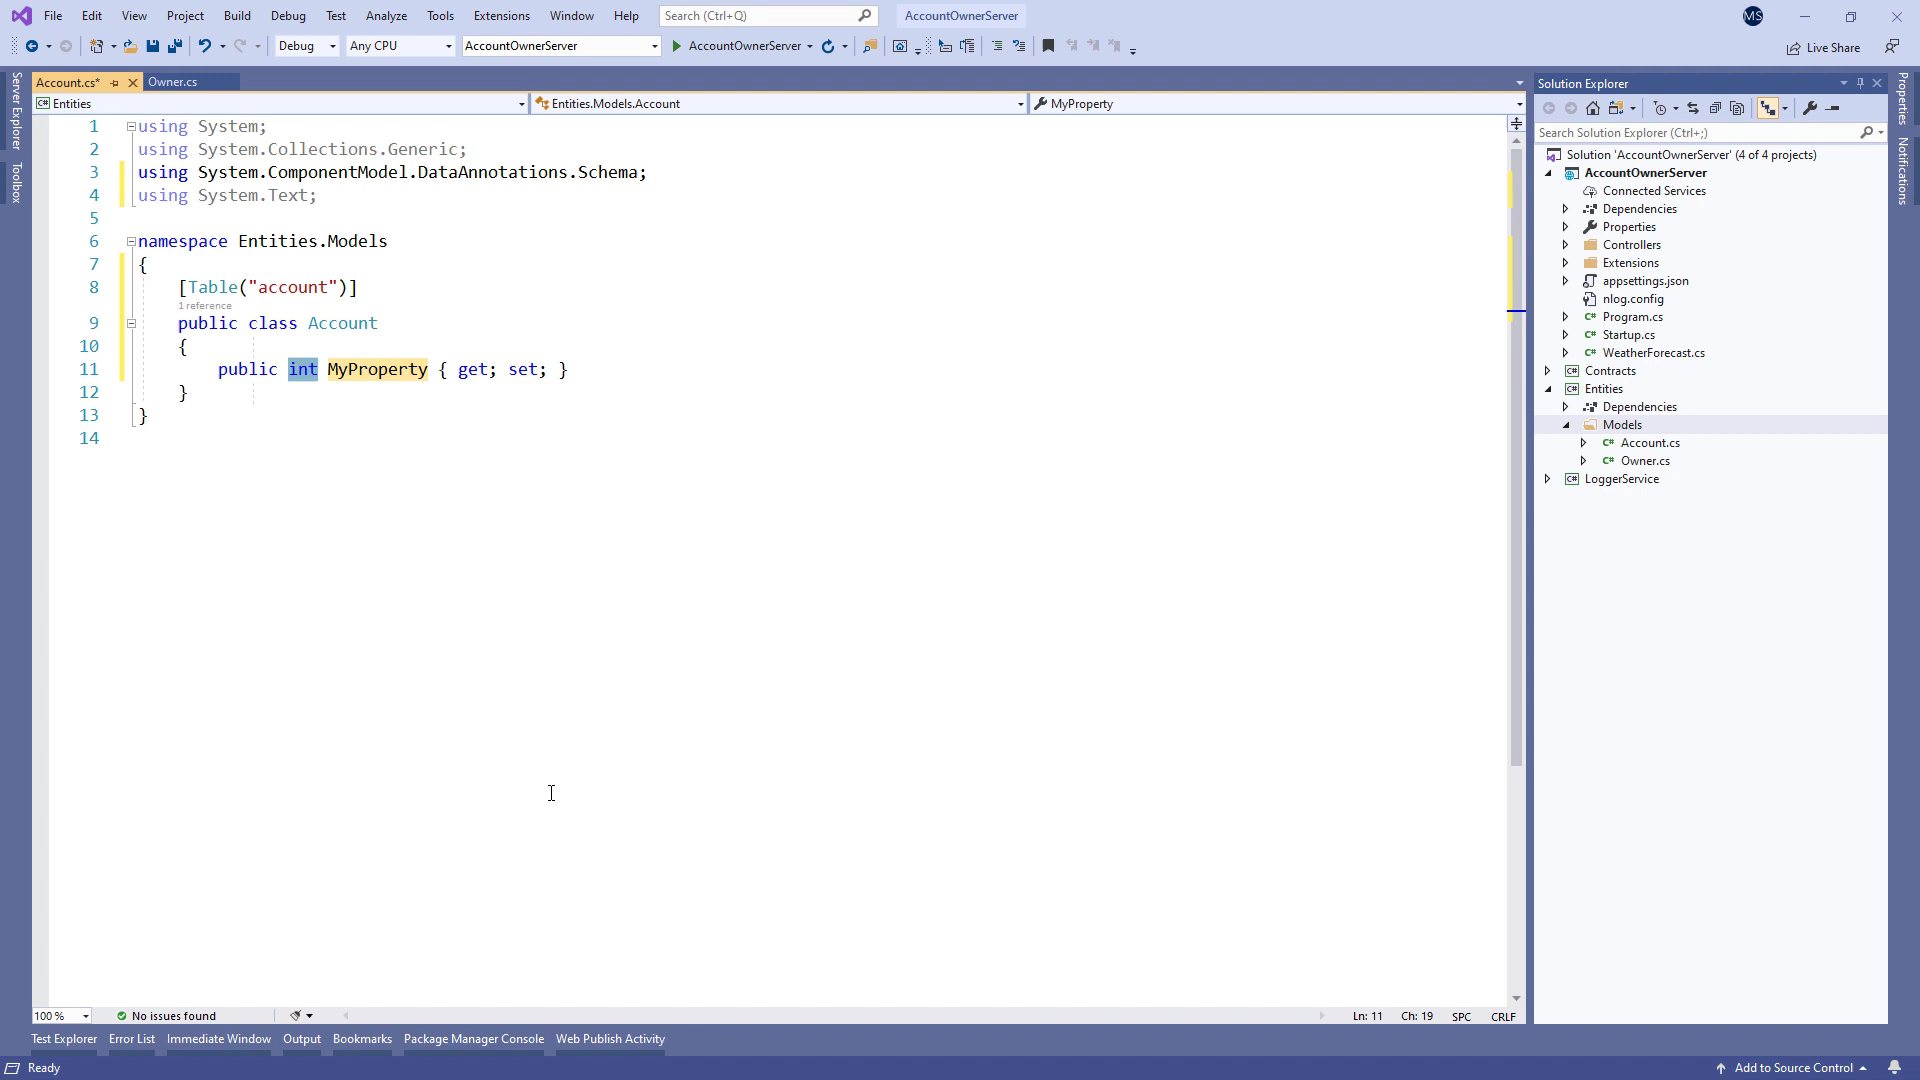 File Edit View Project Build Debug Test Analyze Tools Extensions Window Help Search (Ctrl+Q) AccountOwnerServer MS
Debug Any CPU AccountOwnerServer AccountOwnerServer Live Share
Server Explorer
Toolbox
Account.cs* Owner.cs
Entities Entities.Models.Account MyProperty
1 using System;
2 using System.Collections.Generic;
3 using System.ComponentModel.DataAnnotations.Schema;
4 using System.Text;
5
6 namespace Entities.Models
7 {
8 [Table("account")]
1 reference
9 public class Account
10 {
11 public int MyProperty { get; set; }
12 }
13 }
14
Solution Explorer
Search Solution Explorer (Ctrl+;)
Solution 'AccountOwnerServer' (4 of 4 projects)
AccountOwnerServer
Connected Services
Dependencies
Properties
Controllers
Extensions
appsettings.json
nlog.config
C# Program.cs
C# Startup.cs
C# WeatherForecast.cs
C# Contracts
C# Entities
Dependencies
Models
C# Account.cs
C# Owner.cs
C# LoggerService
Properties
Notifications
100 % No issues found Ln: 11 Ch: 19 SPC CRLF
Test Explorer Error List Immediate Window Output Bookmarks Package Manager Console Web Publish Activity
Ready Add to Source Control